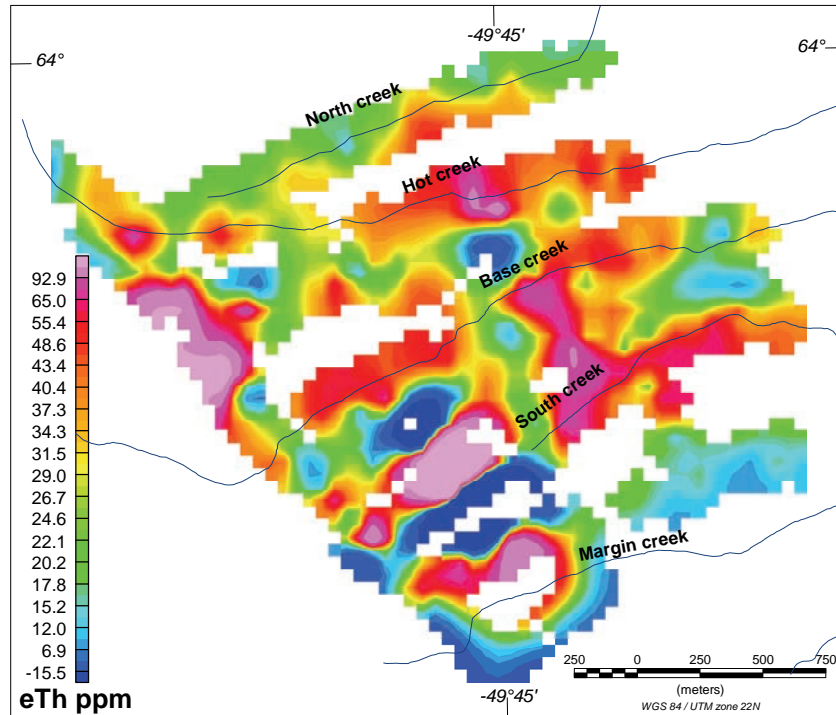 -49°45'
64°
64°
North creek
Hot creek
Base creek
South creek
Margin creek
92.9
65.0
55.4
48.6
43.4
40.4
37.3
34.3
31.5
29.0
26.7
24.6
22.1
20.2
17.8
15.2
12.0
6.9
-15.5
eTh ppm
-49°45'
250 0 250 500 750
(meters)
WGS 84 / UTM zone 22N